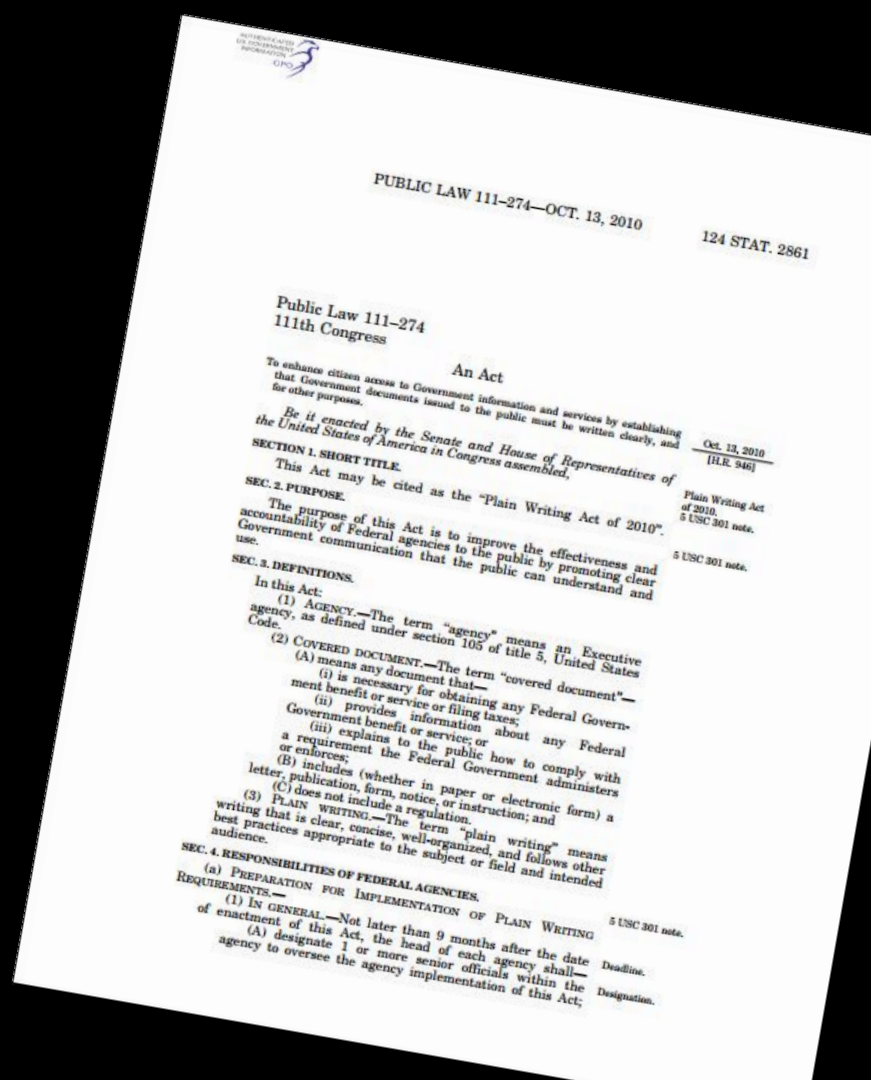 AUTHENTICATED
U.S. GOVERNMENT
INFORMATION
GPO
PUBLIC LAW 111–274—OCT. 13, 2010
124 STAT. 2861
Public Law 111–274
111th Congress
An Act
To enhance citizen access to Government information and services by establishing
that Government documents issued to the public must be written clearly, and
for other purposes.
Oct. 13, 2010
[H.R. 946]
Be it enacted by the Senate and House of Representatives of
the United States of America in Congress assembled,
SECTION 1. SHORT TITLE.
This Act may be cited as the “Plain Writing Act of 2010”.
Plain Writing Act
of 2010.
5 USC 301 note.
SEC. 2. PURPOSE.
The purpose of this Act is to improve the effectiveness and
accountability of Federal agencies to the public by promoting clear
Government communication that the public can understand and
use.
5 USC 301 note.
SEC. 3. DEFINITIONS.
In this Act:
(1) AGENCY.—The term “agency” means an Executive
agency, as defined under section 105 of title 5, United States
Code.
(2) COVERED DOCUMENT.—The term “covered document”—
(A) means any document that—
(i) is necessary for obtaining any Federal Govern-
ment benefit or service or filing taxes;
(ii) provides information about any Federal
Government benefit or service; or
(iii) explains to the public how to comply with
a requirement the Federal Government administers
or enforces;
(B) includes (whether in paper or electronic form) a
letter, publication, form, notice, or instruction; and
(C) does not include a regulation.
(3) PLAIN WRITING.—The term “plain writing” means
writing that is clear, concise, well-organized, and follows other
best practices appropriate to the subject or field and intended
audience.
SEC. 4. RESPONSIBILITIES OF FEDERAL AGENCIES.
(a) PREPARATION FOR IMPLEMENTATION OF PLAIN WRITING
REQUIREMENTS.—
5 USC 301 note.
(1) IN GENERAL.—Not later than 9 months after the date
of enactment of this Act, the head of each agency shall—
Deadline.
(A) designate 1 or more senior officials within the
agency to oversee the agency implementation of this Act;
Designation.